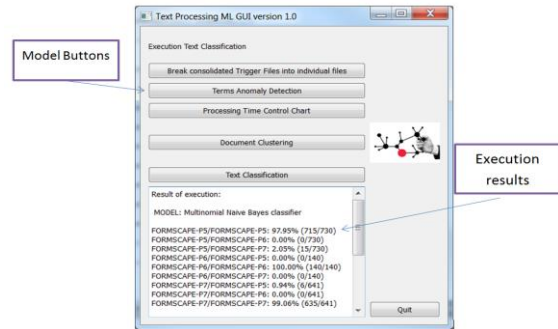 Text Processing ML GUI version 1.0
Execution Text Classification
Model Buttons
Break consolidated Trigger Files into individual files
Terms Anomaly Detection
Processing Time Control Chart
Document Clustering
Text Classification
Execution
results
Result of execution:
MODEL: Multinomial Naive Bayes classifier
FORMSCAPE-P5/FORMSCAPE-P5: 97.95% (715/730)
FORMSCAPE-P5/FORMSCAPE-P6: 0.00% (0/730)
FORMSCAPE-P5/FORMSCAPE-P7: 2.05% (15/730)
FORMSCAPE-P6/FORMSCAPE-P5: 0.00% (0/140)
FORMSCAPE-P6/FORMSCAPE-P6: 100.00% (140/140)
FORMSCAPE-P6/FORMSCAPE-P7: 0.00% (0/140)
FORMSCAPE-P7/FORMSCAPE-P5: 0.94% (6/641)
FORMSCAPE-P7/FORMSCAPE-P6: 0.00% (0/641)
FORMSCAPE-P7/FORMSCAPE-P7: 99.06% (635/641)
Quit